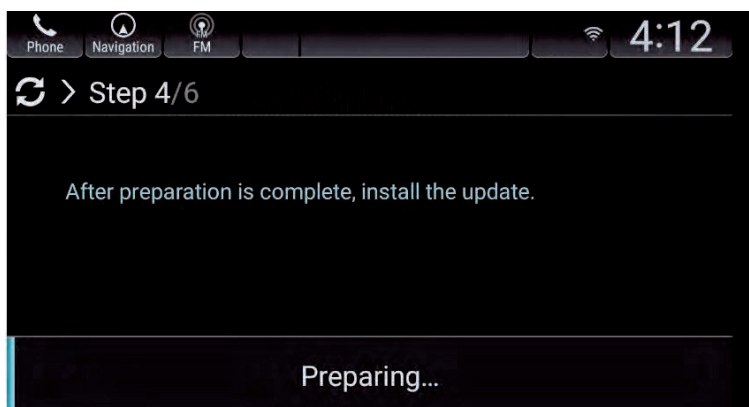 Phone
Navigation
FM
4:12
Step 4/6
After preparation is complete, install the update.
Preparing...